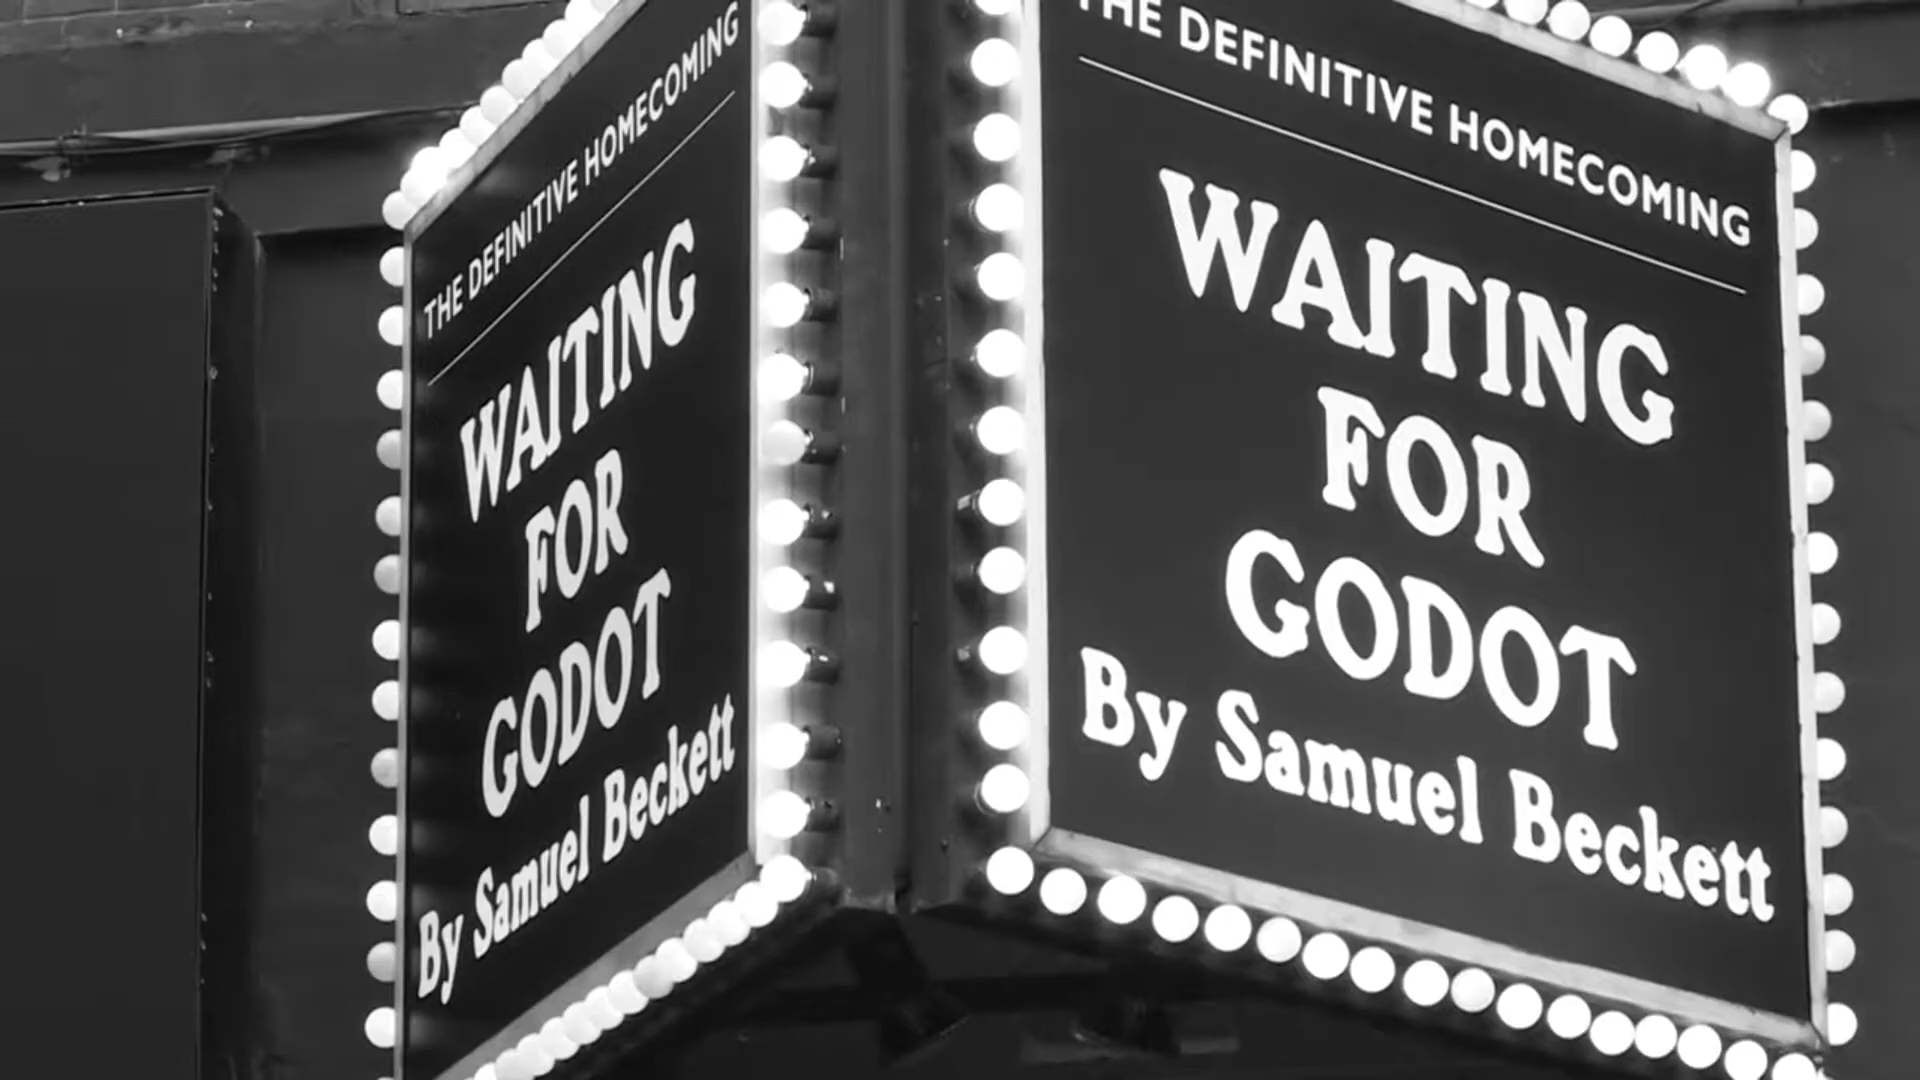 THE DEFINITIVE HOMECOMING
WAITING
FOR
GODOT
By Samuel Beckett
THE DEFINITIVE HOMECOMING
WAITING
FOR
GODOT
By Samuel Beckett